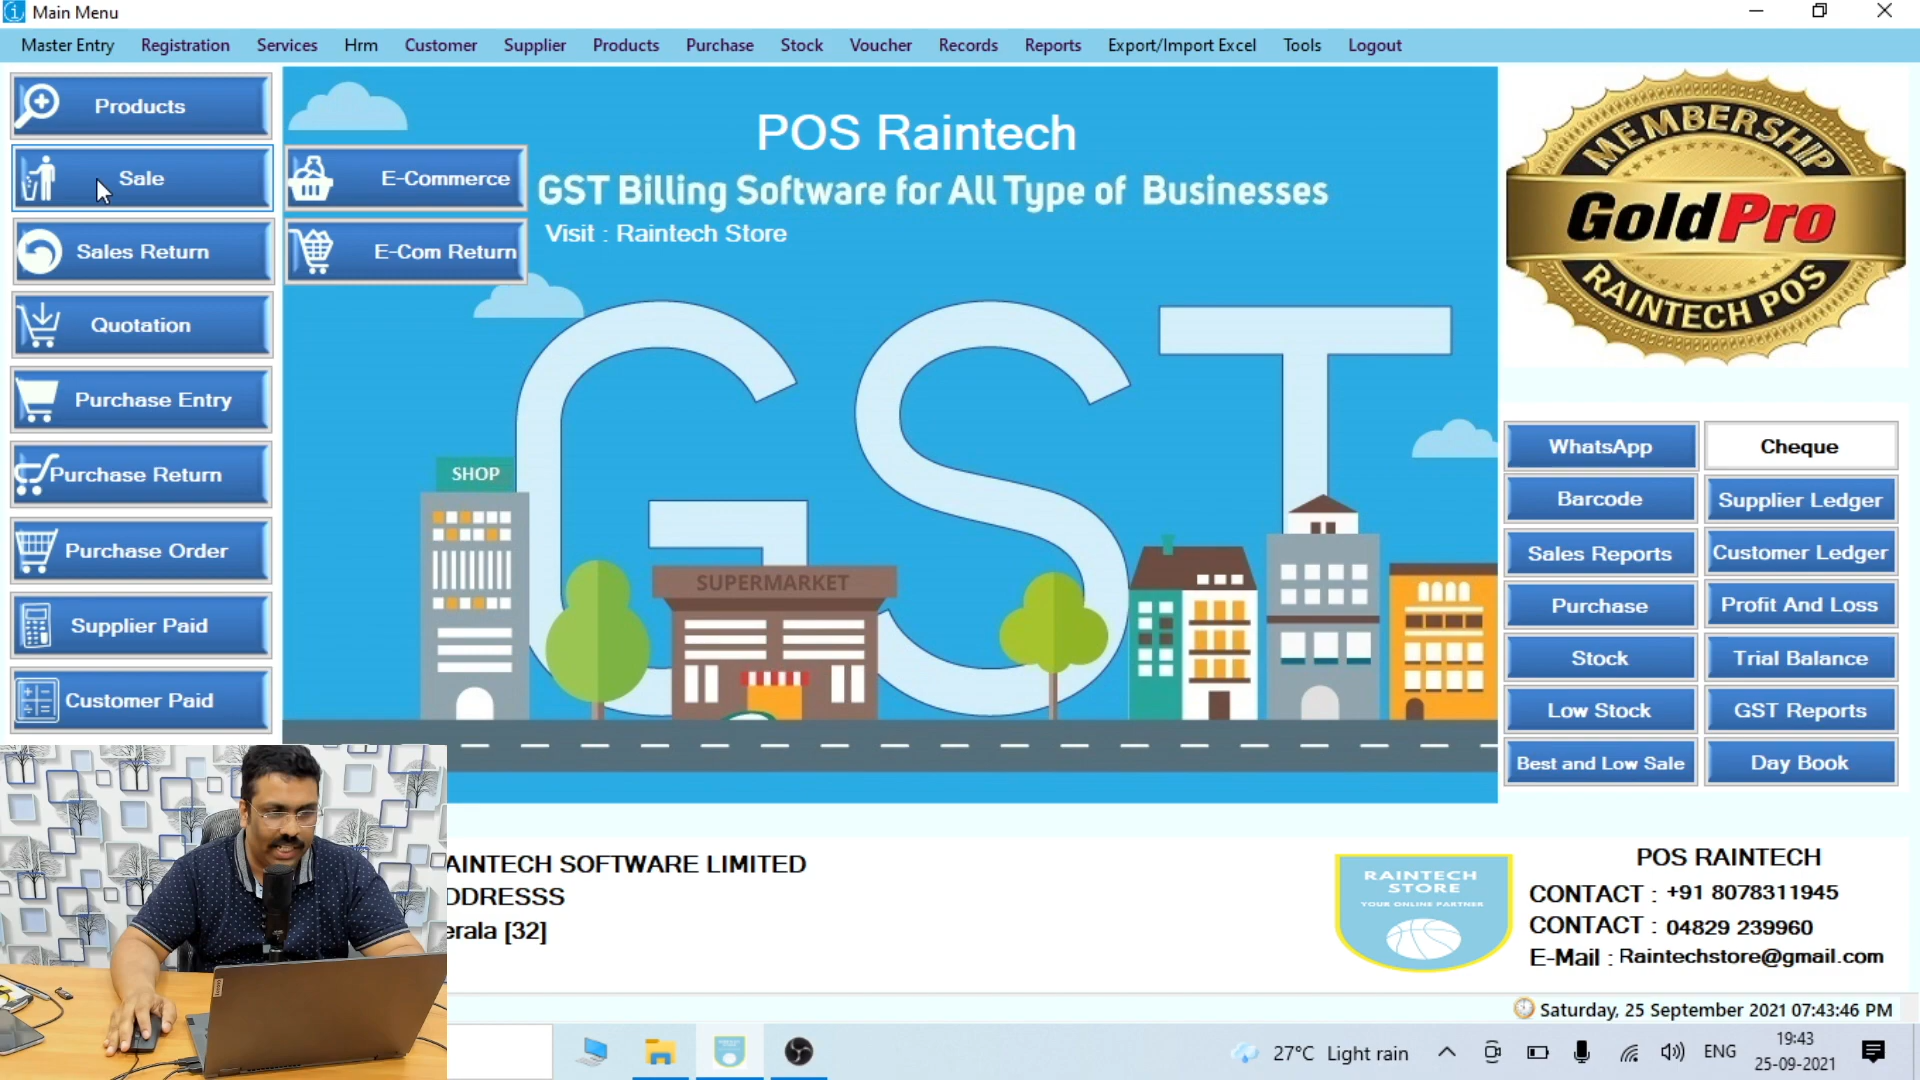 Main Menu
Master Entry Registration Services Hrm Customer Supplier Products Purchase Stock Voucher Records Reports Export/Import Excel Tools Logout
Products
Sale
Sales Return
Quotation
Purchase Entry
Purchase Return
Purchase Order
Supplier Paid
Customer Paid
E-Commerce
E-Com Return
POS Raintech
GST Billing Software for All Type of Businesses
Visit : Raintech Store
GST
SHOP
SUPERMARKET
MEMBERSHIP
GoldPro
RAINTECH POS
WhatsApp Cheque
Barcode Supplier Ledger
Sales Reports Customer Ledger
Purchase Profit And Loss
Stock Trial Balance
Low Stock GST Reports
Best and Low Sale Day Book
AINTECH SOFTWARE LIMITED
DDRESSS
erala [32]
RAINTECH
STORE
YOUR ONLINE PARTNER
POS RAINTECH
CONTACT : +91 8078311945
CONTACT : 04829 239960
E-Mail : Raintechstore@gmail.com
Saturday, 25 September 2021 07:43:46 PM
27°C Light rain
ENG
19:43
25-09-2021